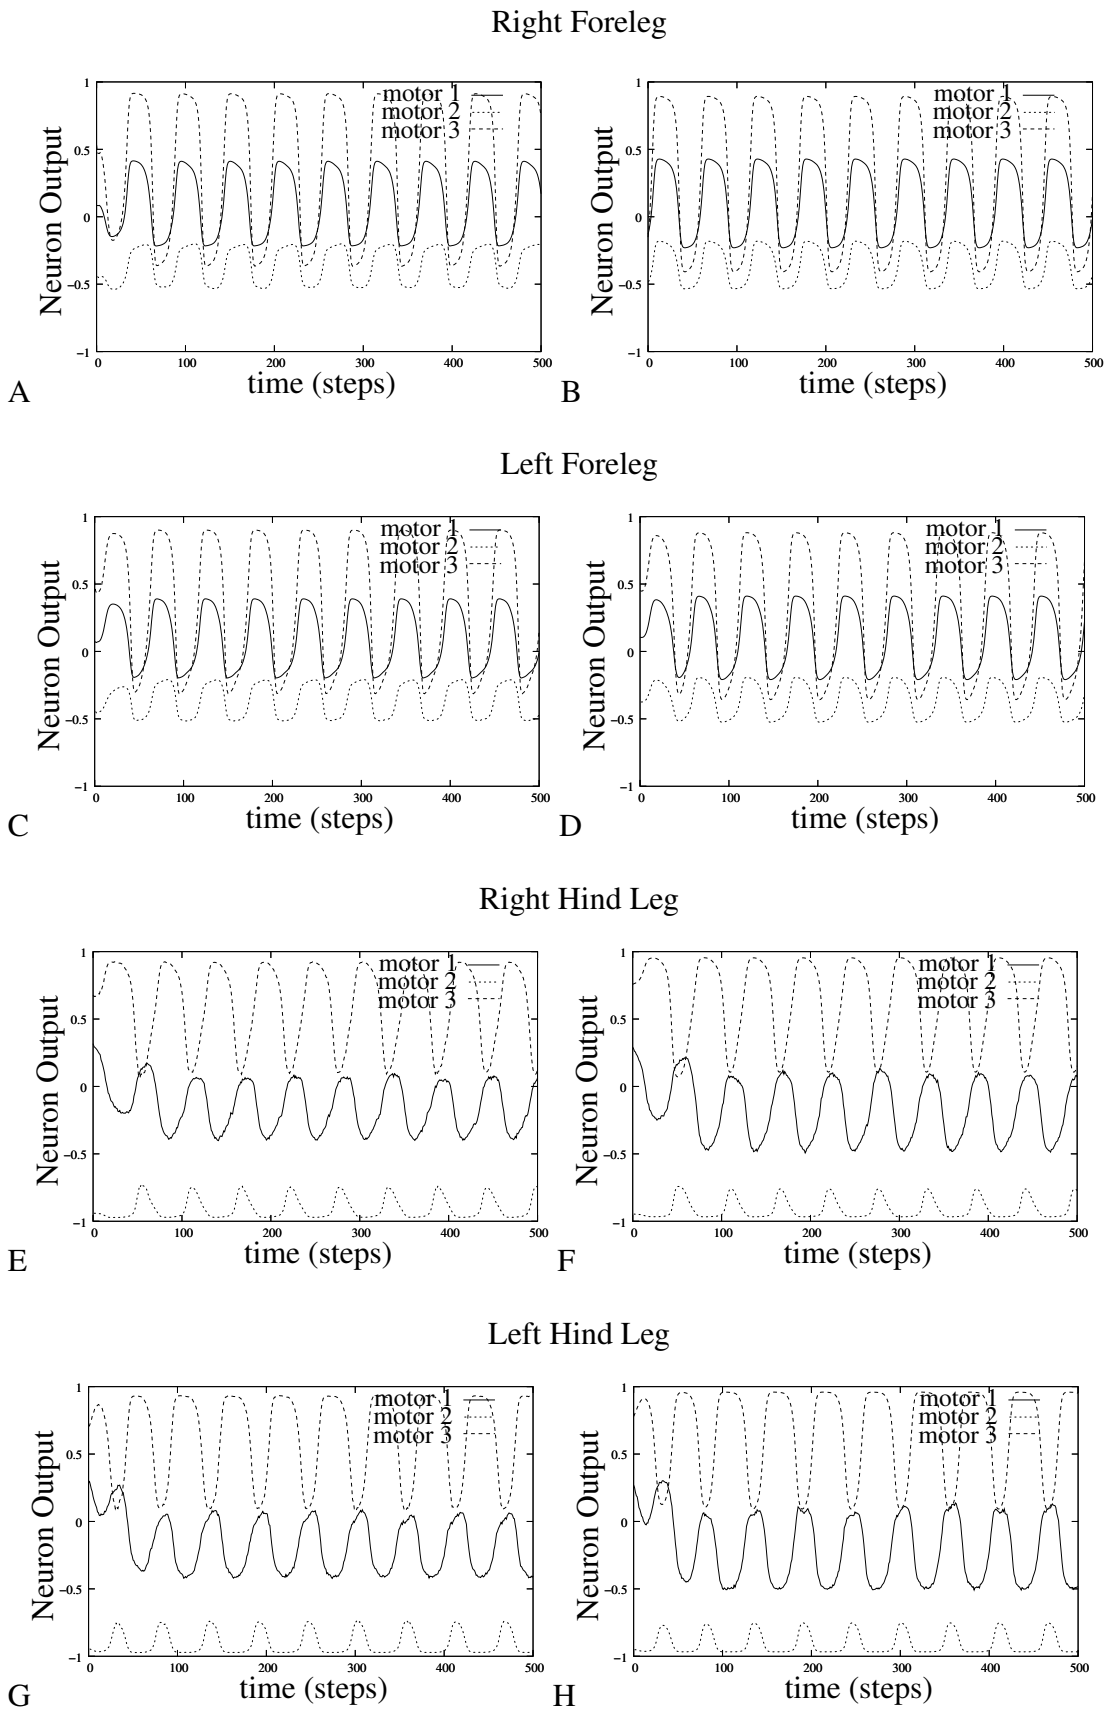 Right Foreleg
1
0.5
0
−0.5
−1
0
100
200
300
400
500
Neuron Output
time (steps)
motor 1
motor 2
motor 3
A
1
0.5
0
−0.5
−1
0
100
200
300
400
500
Neuron Output
time (steps)
motor 1
motor 2
motor 3
B
Left Foreleg
1
0.5
0
−0.5
−1
0
100
200
300
400
500
Neuron Output
time (steps)
motor 1
motor 2
motor 3
C
1
0.5
0
−0.5
−1
0
100
200
300
400
500
Neuron Output
time (steps)
motor 1
motor 2
motor 3
D
Right Hind Leg
1
0.5
0
−0.5
−1
0
100
200
300
400
500
Neuron Output
time (steps)
motor 1
motor 2
motor 3
E
1
0.5
0
−0.5
−1
0
100
200
300
400
500
Neuron Output
time (steps)
motor 1
motor 2
motor 3
F
Left Hind Leg
1
0.5
0
−0.5
−1
0
100
200
300
400
500
Neuron Output
time (steps)
motor 1
motor 2
motor 3
G
1
0.5
0
−0.5
−1
0
100
200
300
400
500
Neuron Output
time (steps)
motor 1
motor 2
motor 3
H